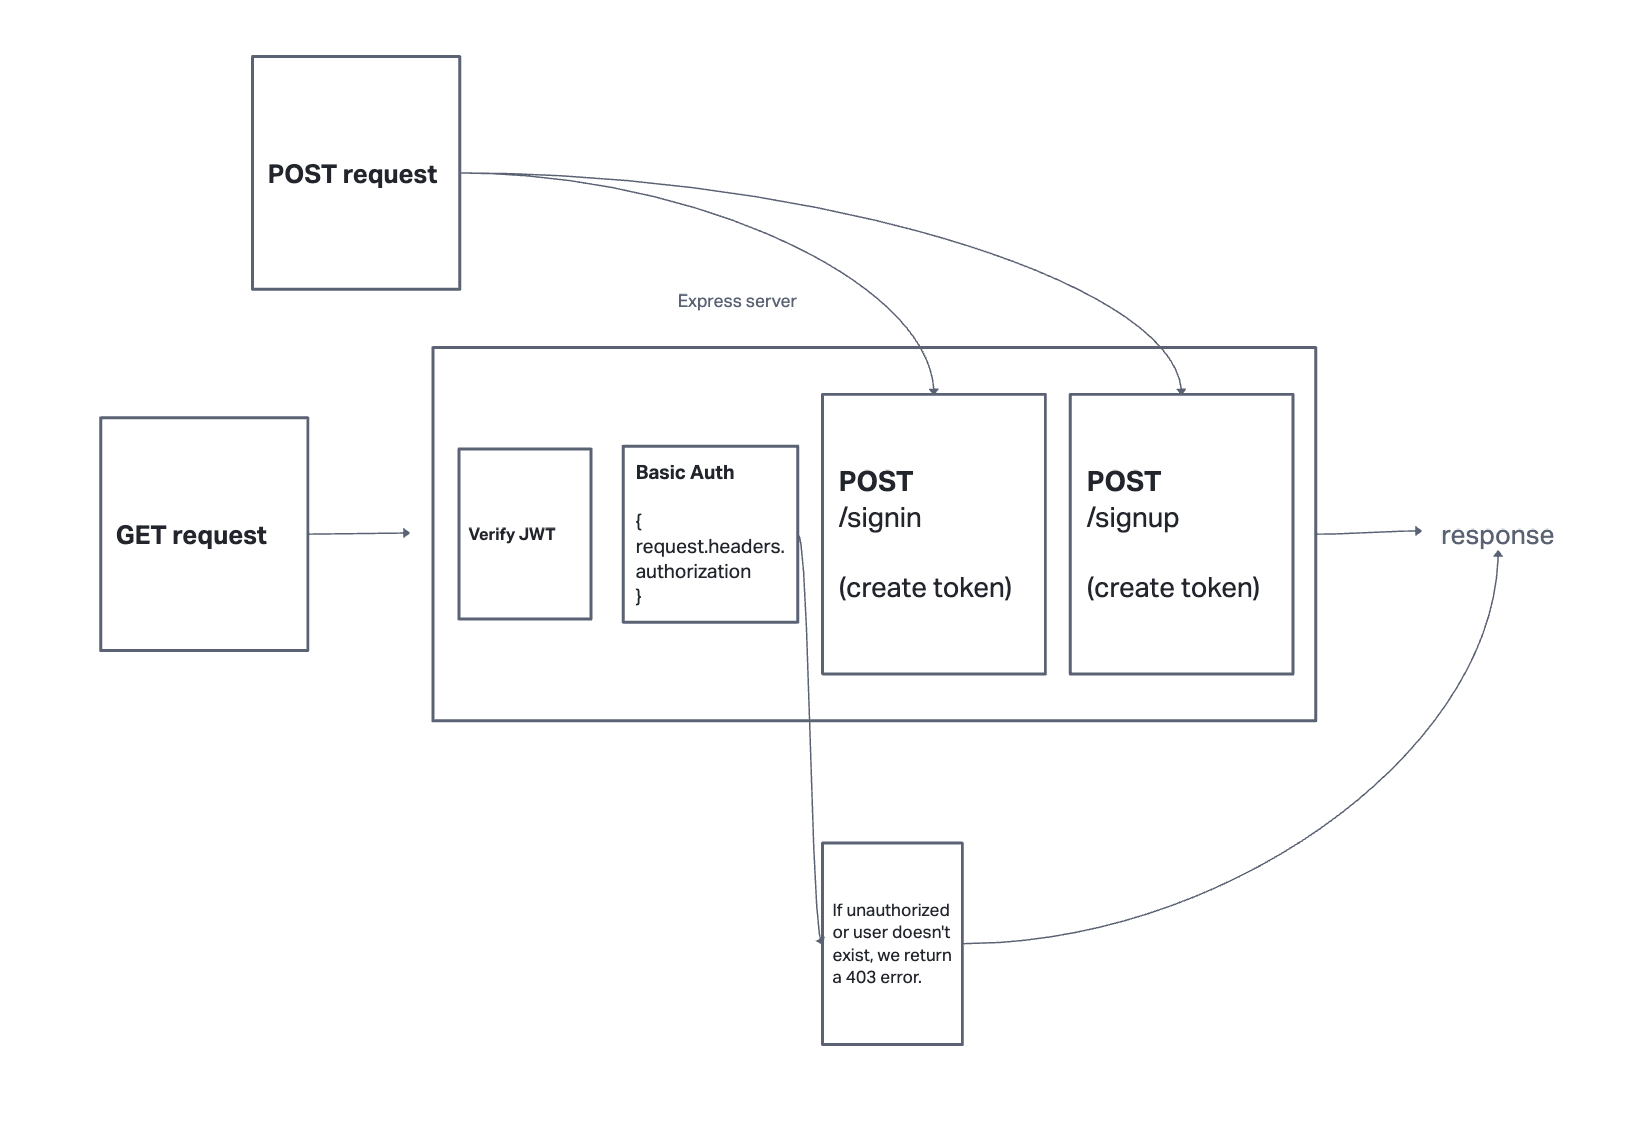 POST request
Express server
GET request
Verify JWT
Basic Auth
{
request.headers.
authorization
}
POST
/signin
(create token)
POST
/signup
(create token)
response
If unauthorized
or user doesn't
exist, we return
a 403 error.